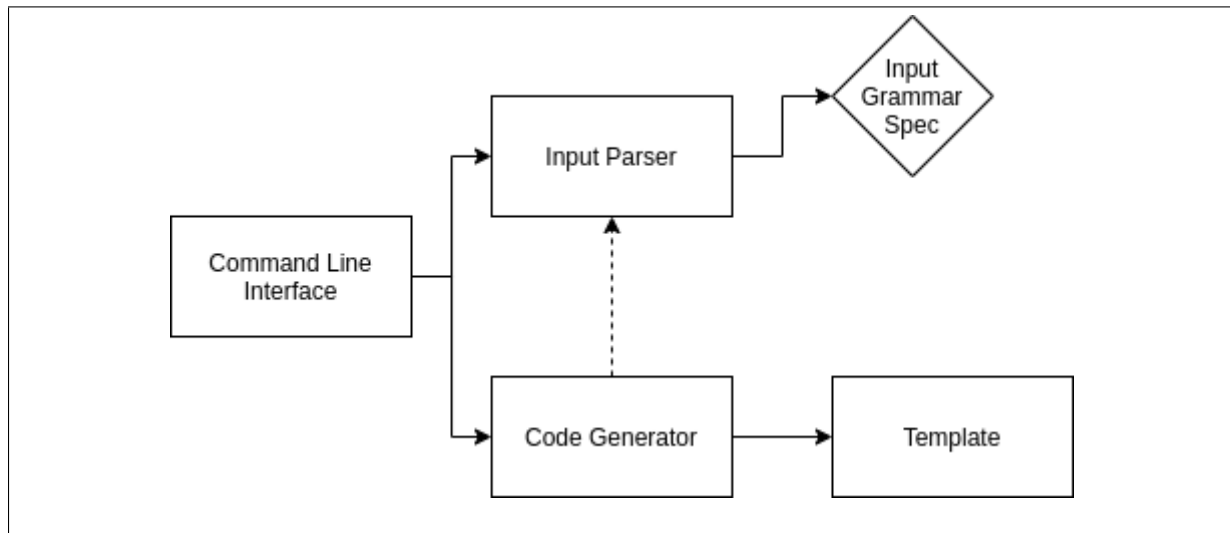 Input
Grammar
Spec
Input Parser
Command Line
Interface
Code Generator
Template